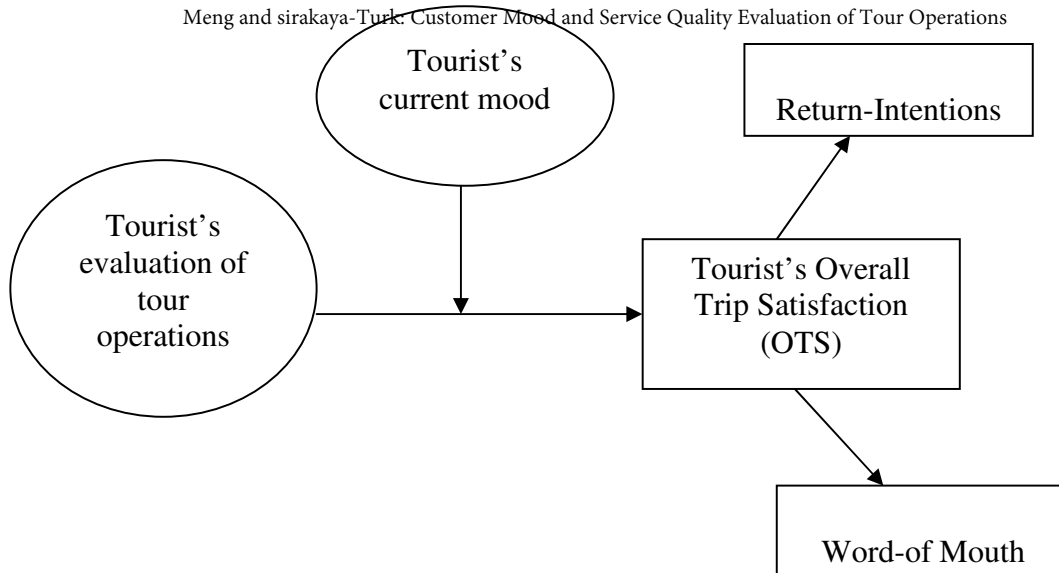 Meng and sirakaya-Turk: Customer Mood and Service Quality Evaluation of Tour Operations
Tourist's
current mood
Return-Intentions
Tourist's
evaluation of
tour
operations
Tourist's Overall
Trip Satisfaction
(OTS)
Word-of Mouth